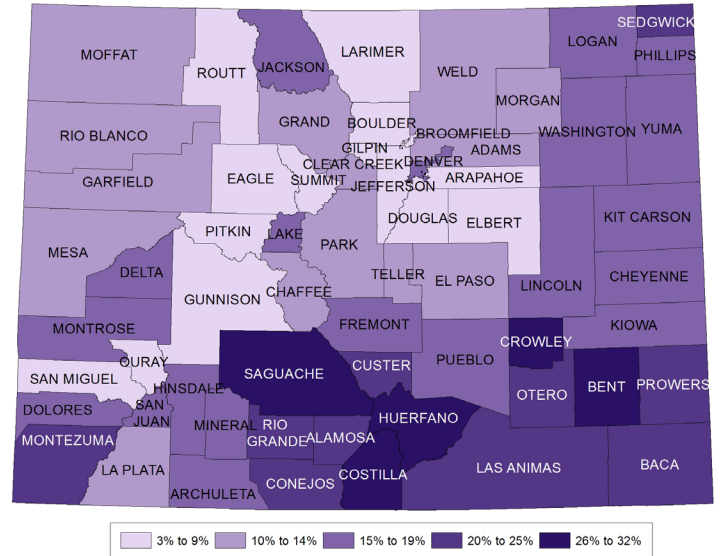 SEDGWICK
LARIMER
LOGAN
MOFFAT
JACKSON
PHILLIPS
ROUTT
WELD
MORGAN
GRAND
BOULDER
RIO BLANCO
BROOMFIELD
WASHINGTON
YUMA
GILPIN
ADAMS
CLEAR CREEK
DENVER
GARFIELD
EAGLE
SUMMIT
ARAPAHOE
JEFFERSON
DOUGLAS
ELBERT
KIT CARSON
PITKIN
LAKE
PARK
MESA
DELTA
TELLER
EL PASO
LINCOLN
CHEYENNE
CHAFFEE
GUNNISON
MONTROSE
FREMONT
KIOWA
CROWLEY
OURAY
PUEBLO
CUSTER
SAGUACHE
SAN MIGUEL
HINSDALE
BENT
PROWERS
OTERO
DOLORES
SAN
JUAN
HUERFANO
MINERAL
RIO
GRANDE
ALAMOSA
MONTEZUMA
LA PLATA
COSTILLA
LAS ANIMAS
BACA
CONEJOS
ARCHULETA
3% to 9%
10% to 14%
15% to 19%
20% to 25%
26% to 32%